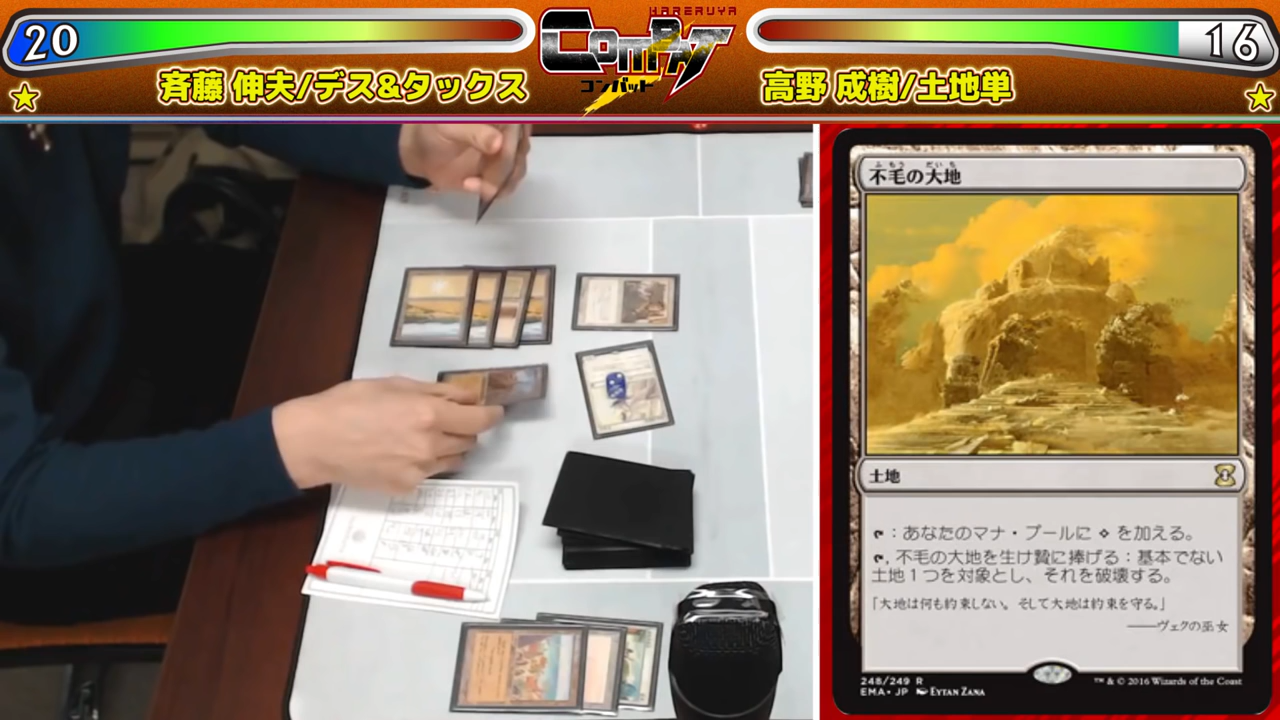 20
HARERUYA
COMBAT
コンバット
16
斉藤 伸夫/デス&タックス
高野 成樹/土地単
ふもう だいち
不毛の大地
土地
:あなたのマナ・プールに を加える。
, 不毛の大地を生け贄に捧げる:基本でない
土地1つを対象とし、それを破壊する。
「大地は何も約束しない。そして大地は約束を守る。」
――ヴェクの巫女
248/249 R
EMA • JP EYTAN ZANA
™ & © 2016 Wizards of the Coast